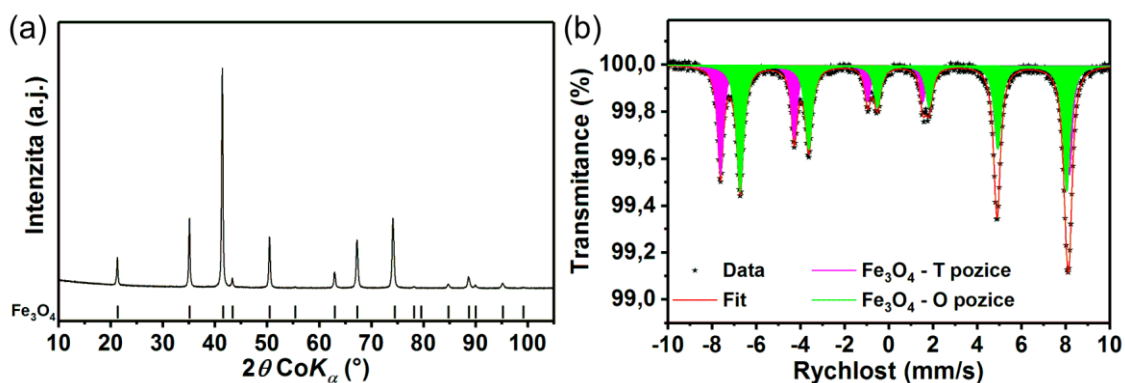 (a)
Intenzita (a.j.)
Fe₃O₄
10 20 30 40 50 60 70 80 90 100
2θ CoKα (°)
(b)
Transmitance (%)
100,0
99,8
99,6
99,4
99,2
99,0
Data
Fit
Fe₃O₄ - T pozice
Fe₃O₄ - O pozice
-10 -8 -6 -4 -2 0 2 4 6 8 10
Rychlost (mm/s)